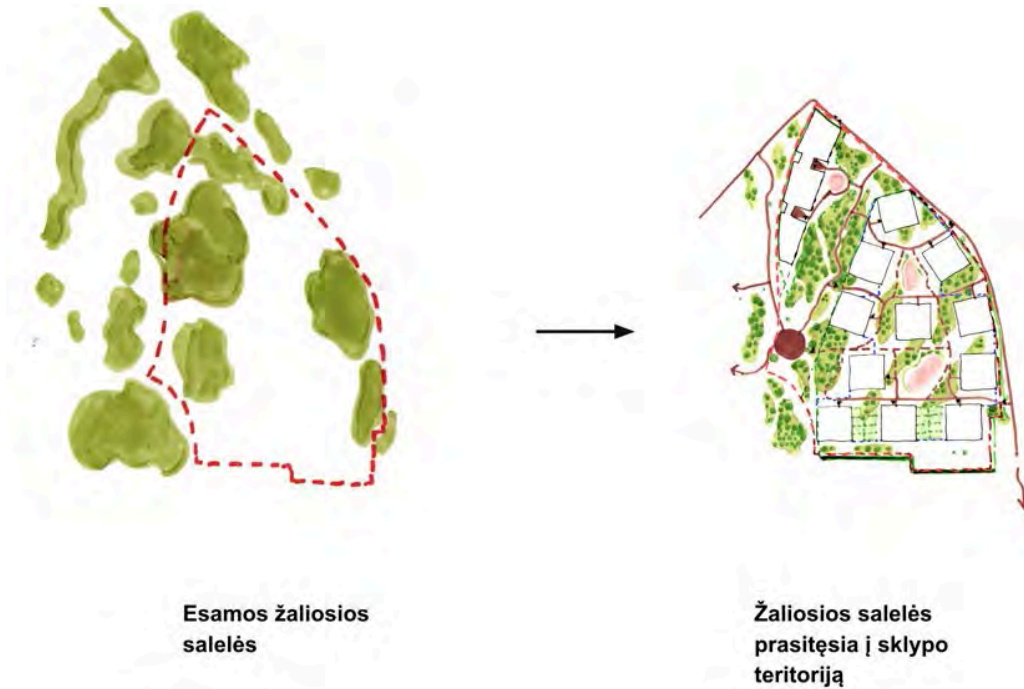 Esamos žaliosios
salelės
Žaliosios salelės
prasitęsia į sklypo
teritoriją